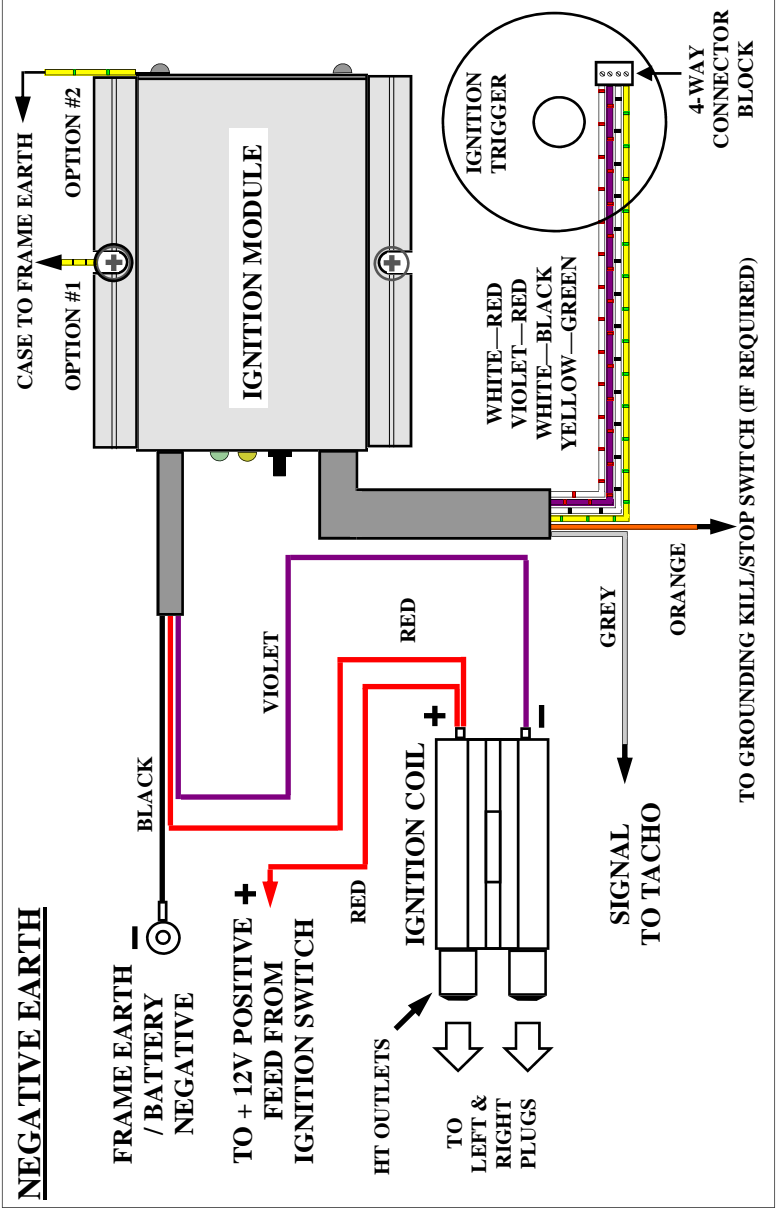 NEGATIVE EARTH
FRAME EARTH
/ BATTERY
NEGATIVE
−
BLACK
TO + 12V POSITIVE +
FEED FROM
IGNITION SWITCH
RED
VIOLET
RED
HT OUTLETS
IGNITION COIL
+
−
TO
LEFT &
RIGHT
PLUGS
SIGNAL
TO TACHO
GREY
ORANGE
TO GROUNDING KILL/STOP SWITCH (IF REQUIRED)
CASE TO FRAME EARTH
OPTION #1
OPTION #2
IGNITION MODULE
WHITE—RED
VIOLET—RED
WHITE—BLACK
YELLOW—GREEN
IGNITION
TRIGGER
4-WAY
CONNECTOR
BLOCK